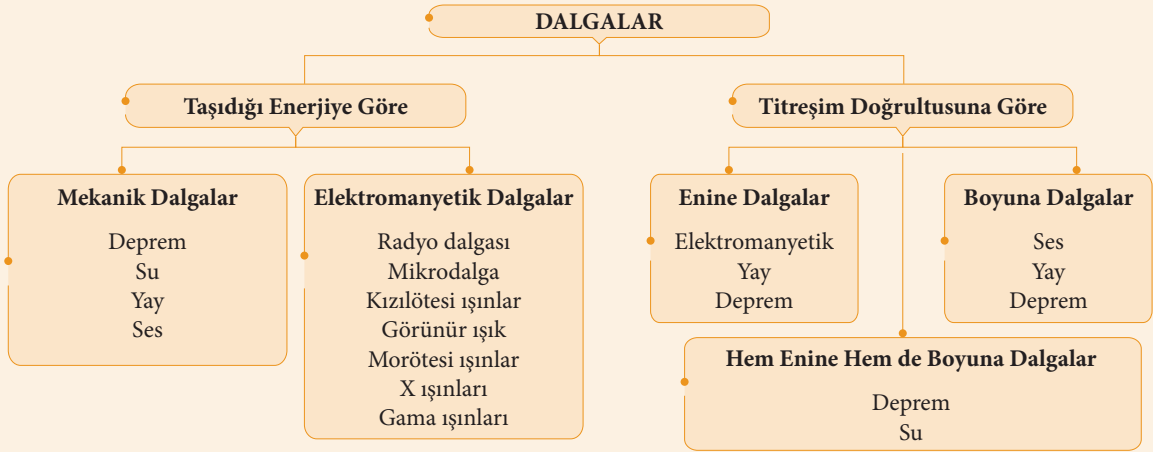 DALGALAR
Taşıdığı Enerjiye Göre
Titreşim Doğrultusuna Göre
Mekanik Dalgalar
Deprem
Su
Yay
Ses
Elektromanyetik Dalgalar
Radyo dalgası
Mikrodalga
Kızılötesi ışınlar
Görünür ışık
Morötesi ışınlar
X ışınları
Gama ışınları
Enine Dalgalar
Elektromanyetik
Yay
Deprem
Boyuna Dalgalar
Ses
Yay
Deprem
Hem Enine Hem de Boyuna Dalgalar
Deprem
Su